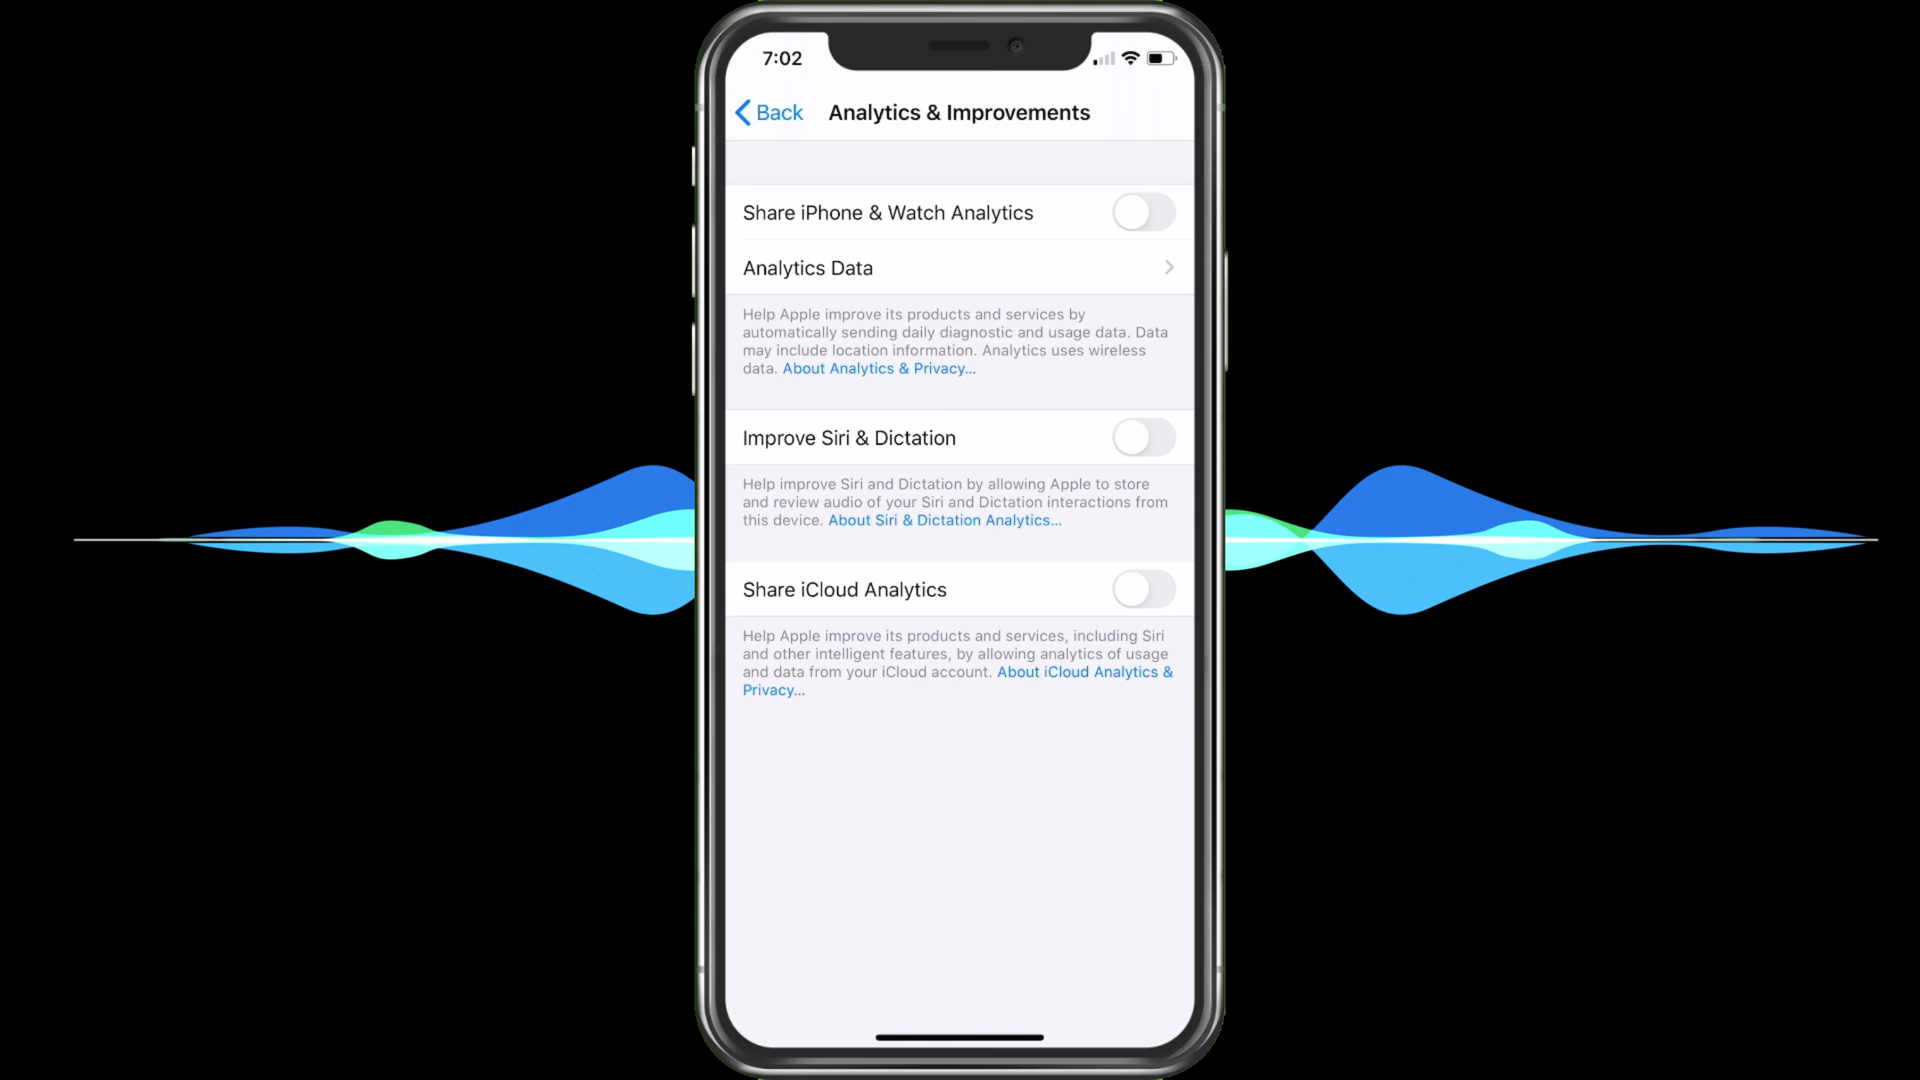 7:02
Back
Analytics & Improvements
Share iPhone & Watch Analytics
Analytics Data
Help Apple improve its products and services by
automatically sending daily diagnostic and usage data. Data
may include location information. Analytics uses wireless
data. About Analytics & Privacy...
Improve Siri & Dictation
Help improve Siri and Dictation by allowing Apple to store
and review audio of your Siri and Dictation interactions from
this device. About Siri & Dictation Analytics...
Share iCloud Analytics
Help Apple improve its products and services, including Siri
and other intelligent features, by allowing analytics of usage
and data from your iCloud account. About iCloud Analytics &
Privacy...